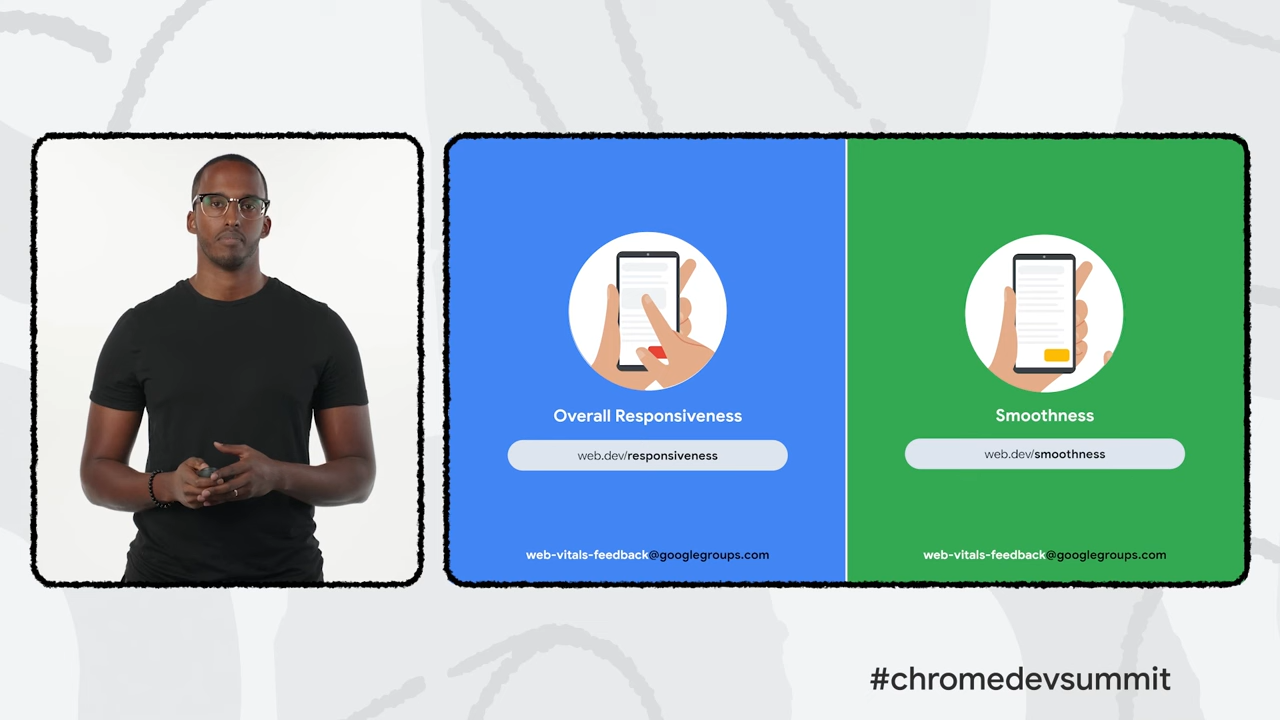 Overall Responsiveness
web.dev/responsiveness
web-vitals-feedback@googlegroups.com
Smoothness
web.dev/smoothness
web-vitals-feedback@googlegroups.com
#chromedevsummit